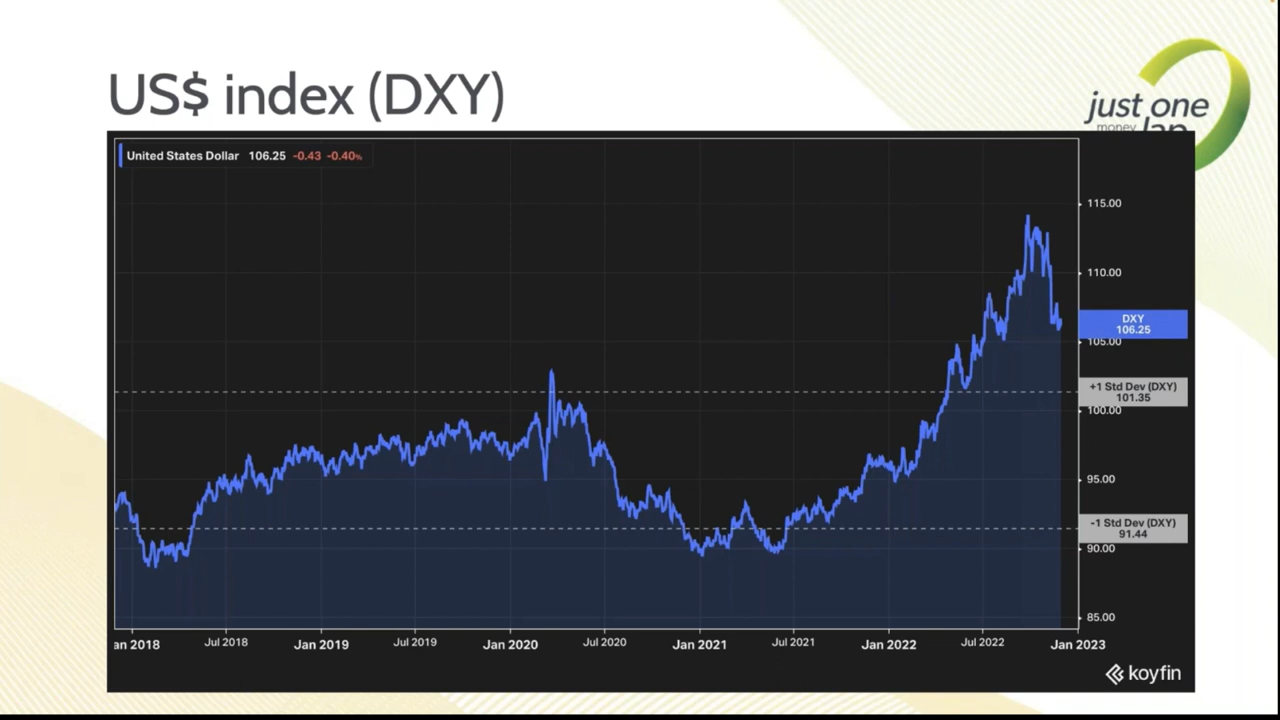 US$ index (DXY)
just one
money lap
United States Dollar 106.25 -0.43 -0.40%
115.00
110.00
DXY
106.25
105.00
+1 Std Dev (DXY)
101.35
100.00
95.00
-1 Std Dev (DXY)
91.44
90.00
85.00
an 2018 Jul 2018 Jan 2019 Jul 2019 Jan 2020 Jul 2020 Jan 2021 Jul 2021 Jan 2022 Jul 2022 Jan 2023
koyfin